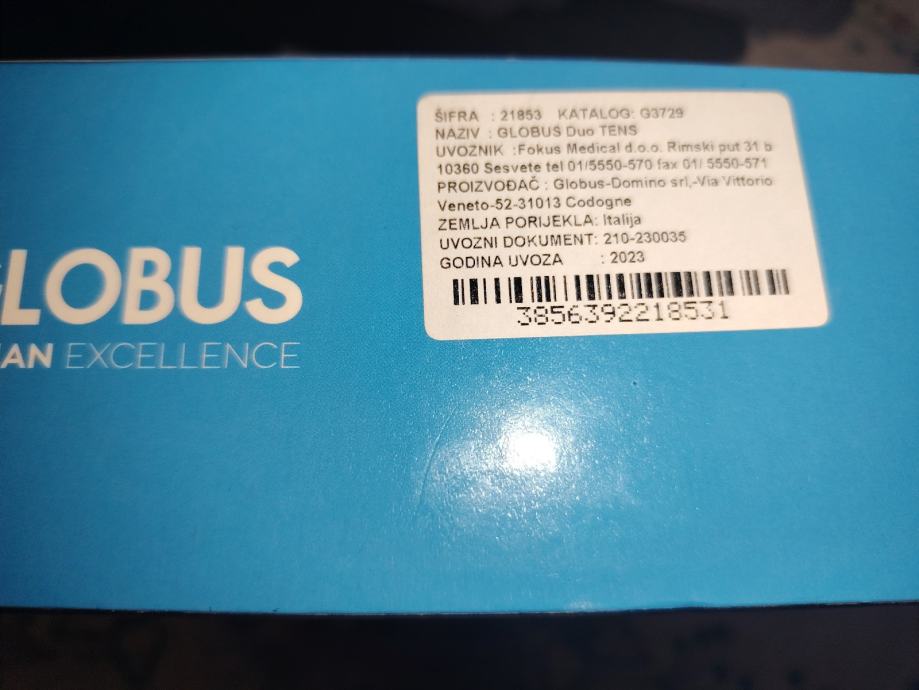 ŠIFRA : 21853 KATALOG: G3729
NAZIV : GLOBUS Duo TENS
UVOZNIK :Fokus Medical d.o.o. Rimski put 31 b
10360 Sesvete tel 01/5550-570 fax 01/ 5550-571
PROIZVOĐAČ : Globus-Domino srl,-Via Vittorio
Veneto-52-31013 Codogne
ZEMLJA PORIJEKLA: Italija
UVOZNI DOKUMENT: 210-230035
GODINA UVOZA : 2023
3856392218531
GLOBUS
IAN EXCELLENCE